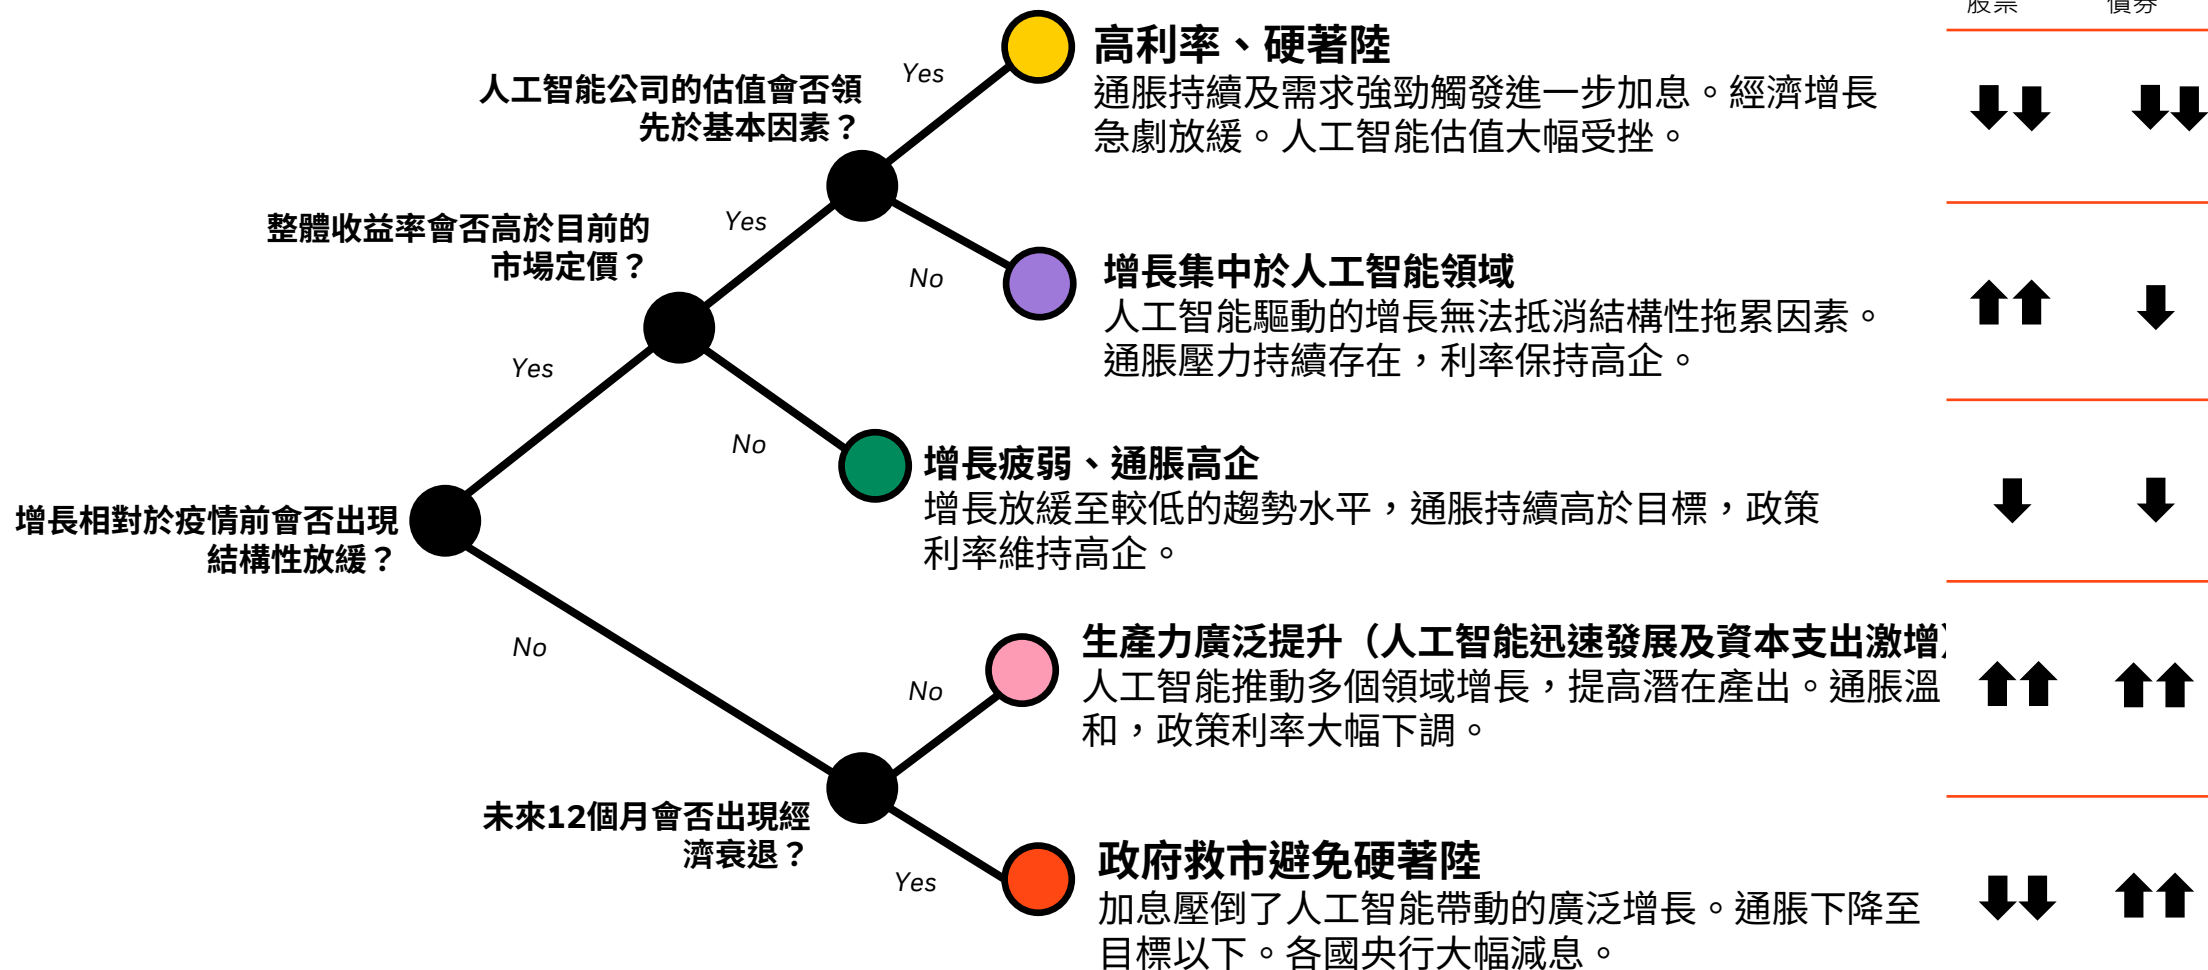 股票
債券
Yes
高利率、硬著陸
通脹持續及需求強勁觸發進一步加息。經濟增長
急劇放緩。人工智能估值大幅受挫。
人工智能公司的估值會否領
先於基本因素？
整體收益率會否高於目前的
市場定價？
Yes
No
增長集中於人工智能領域
人工智能驅動的增長無法抵消結構性拖累因素。
通脹壓力持續存在，利率保持高企。
Yes
No
增長疲弱、通脹高企
增長放緩至較低的趨勢水平，通脹持續高於目標，政策
利率維持高企。
增長相對於疫情前會否出現
結構性放緩？
No
No
生產力廣泛提升（人工智能迅速發展及資本支出激增）
人工智能推動多個領域增長，提高潛在產出。通脹溫
和，政策利率大幅下調。
未來12個月會否出現經
濟衰退？
Yes
政府救市避免硬著陸
加息壓倒了人工智能帶動的廣泛增長。通脹下降至
目標以下。各國央行大幅減息。